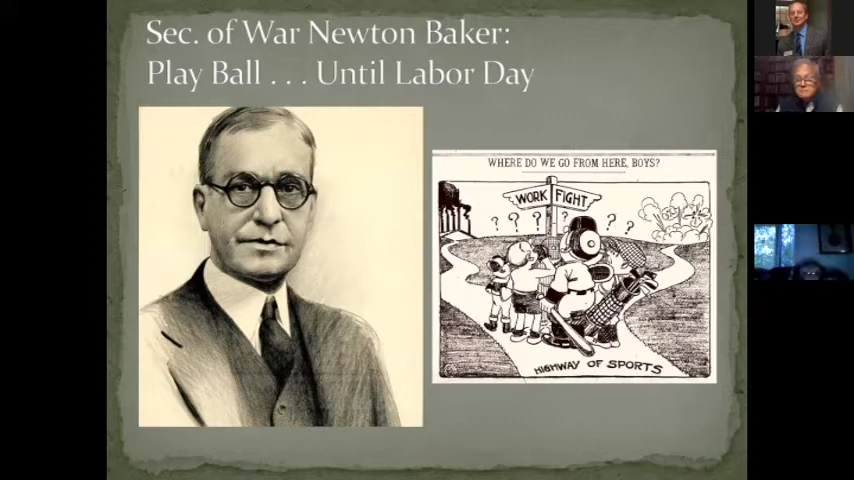 Sec. of War Newton Baker:
Play Ball . . . Until Labor Day
WHERE DO WE GO FROM HERE, BOYS?
WORK FIGHT
? ? ? ? ? ?
HIGHWAY OF SPORTS